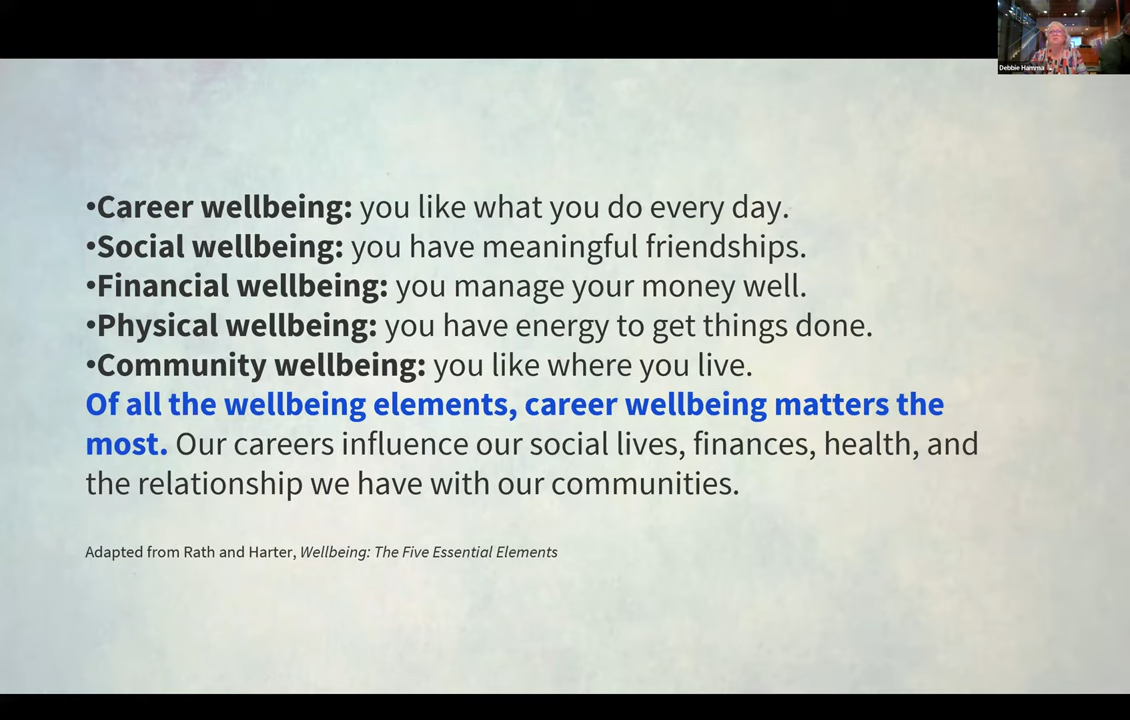 Debbie Hamma
•Career wellbeing: you like what you do every day.
•Social wellbeing: you have meaningful friendships.
•Financial wellbeing: you manage your money well.
•Physical wellbeing: you have energy to get things done.
•Community wellbeing: you like where you live.
Of all the wellbeing elements, career wellbeing matters the
most. Our careers influence our social lives, finances, health, and
the relationship we have with our communities.
Adapted from Rath and Harter, Wellbeing: The Five Essential Elements